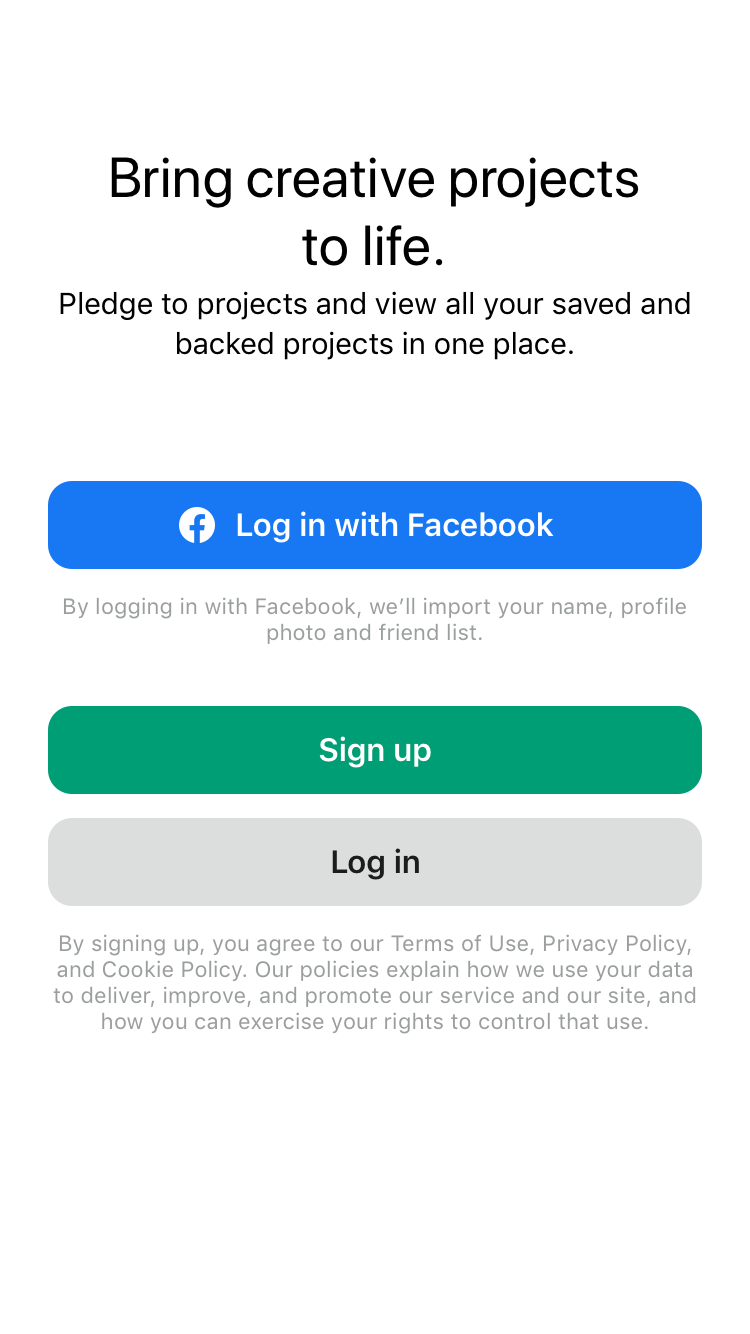 Bring creative projects
to life.
Pledge to projects and view all your saved and
backed projects in one place.
Log in with Facebook
By logging in with Facebook, we’ll import your name, profile
photo and friend list.
Sign up
Log in
By signing up, you agree to our Terms of Use, Privacy Policy,
and Cookie Policy. Our policies explain how we use your data
to deliver, improve, and promote our service and our site, and
how you can exercise your rights to control that use.